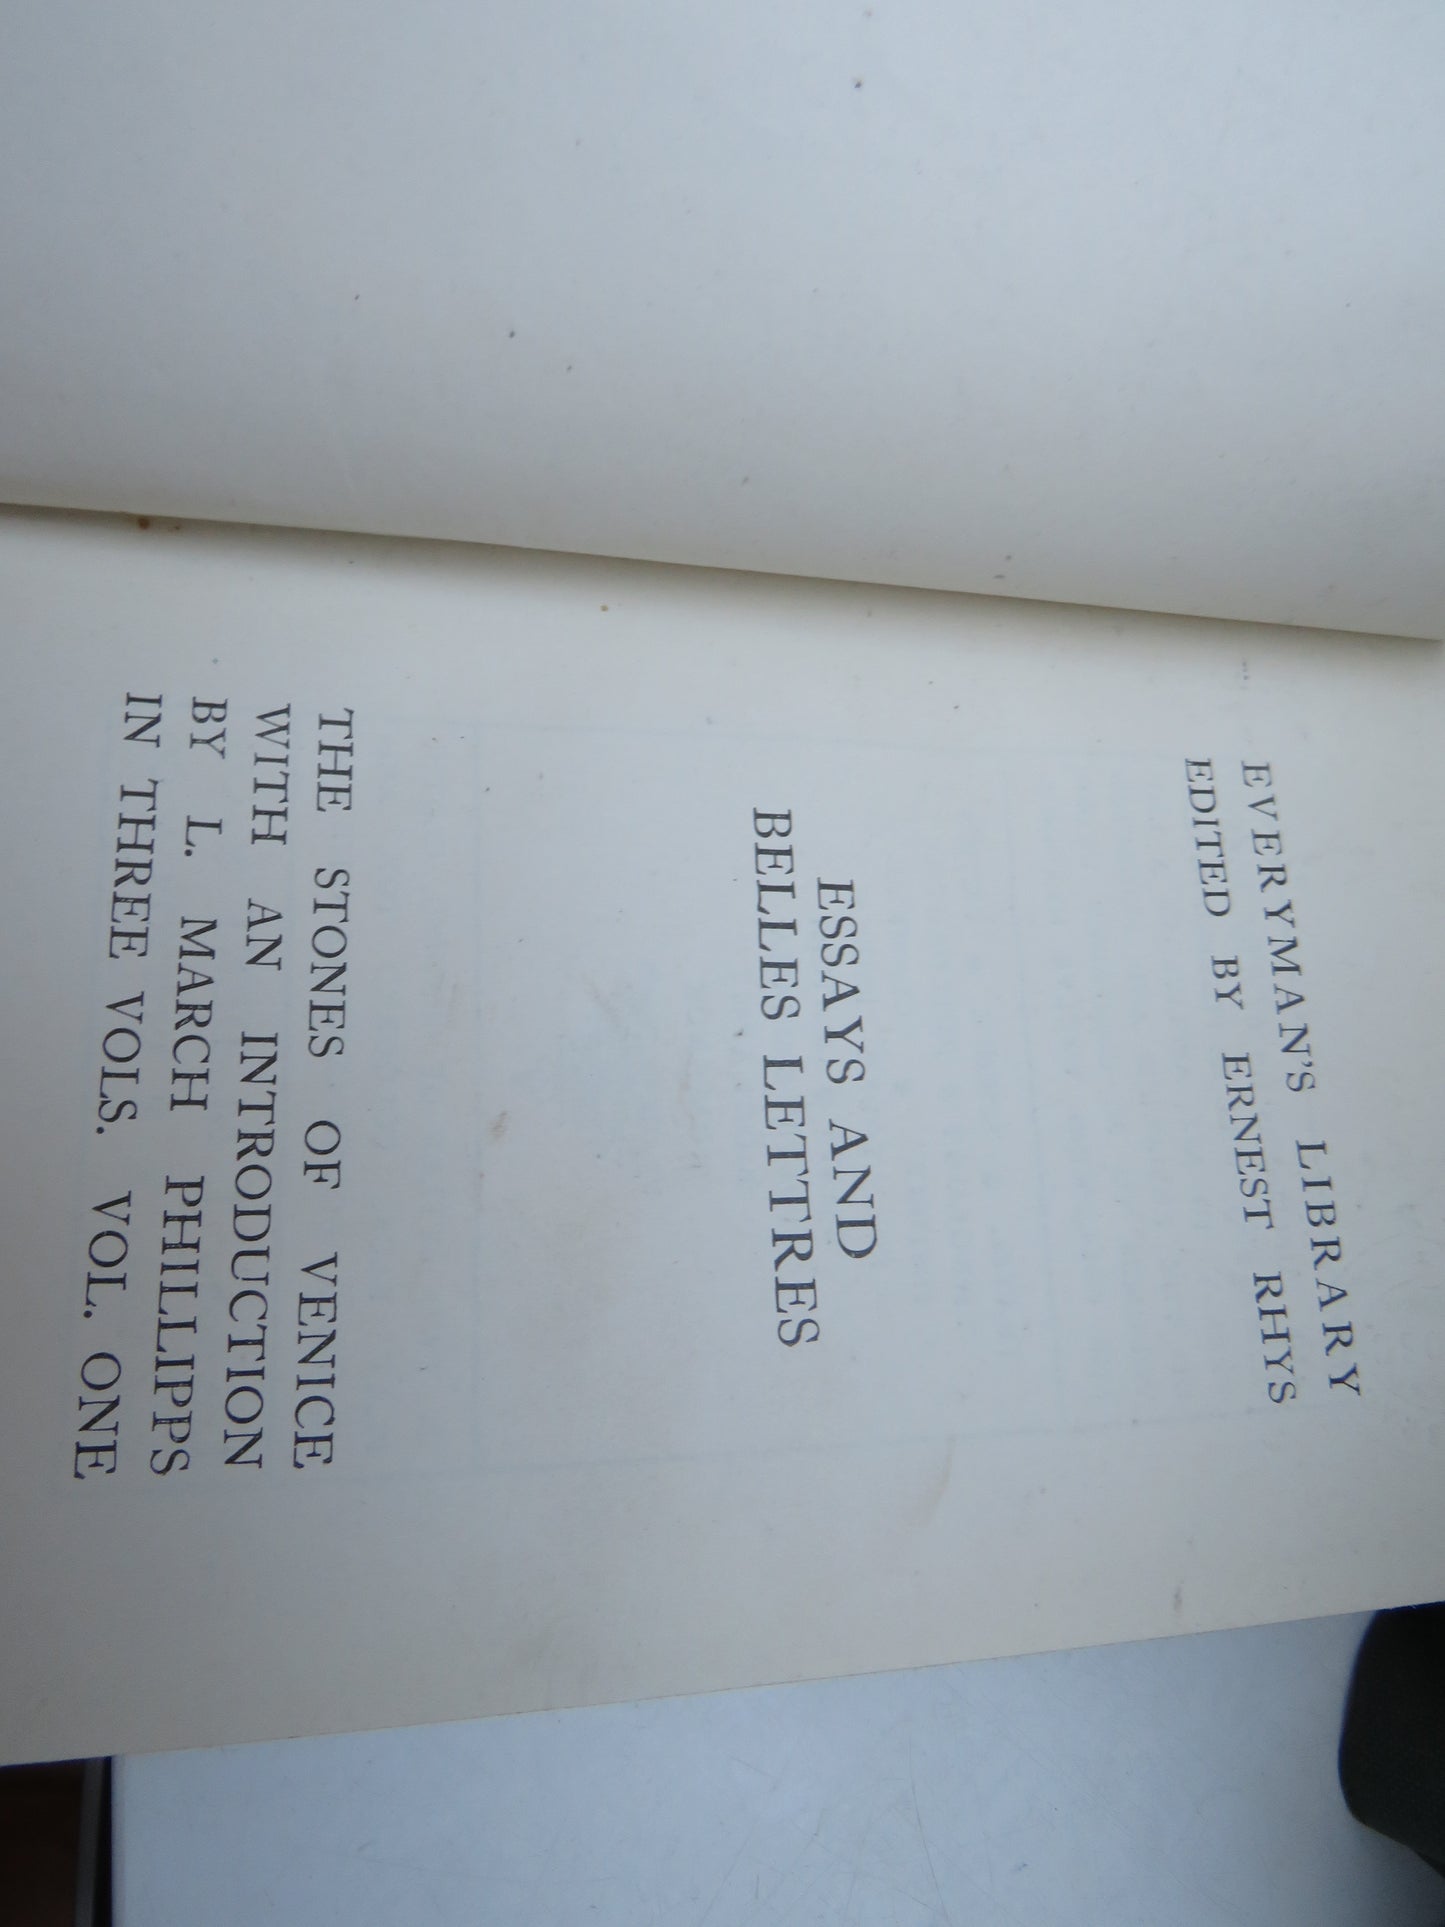 EVERYMAN'S LIBRARY
EDITED BY ERNEST RHYS
ESSAYS AND
BELLES LETTRES
THE STONES OF VENICE
WITH AN INTRODUCTION
BY L. MARCH PHILLIPPS
IN THREE VOLS. VOL. ONE